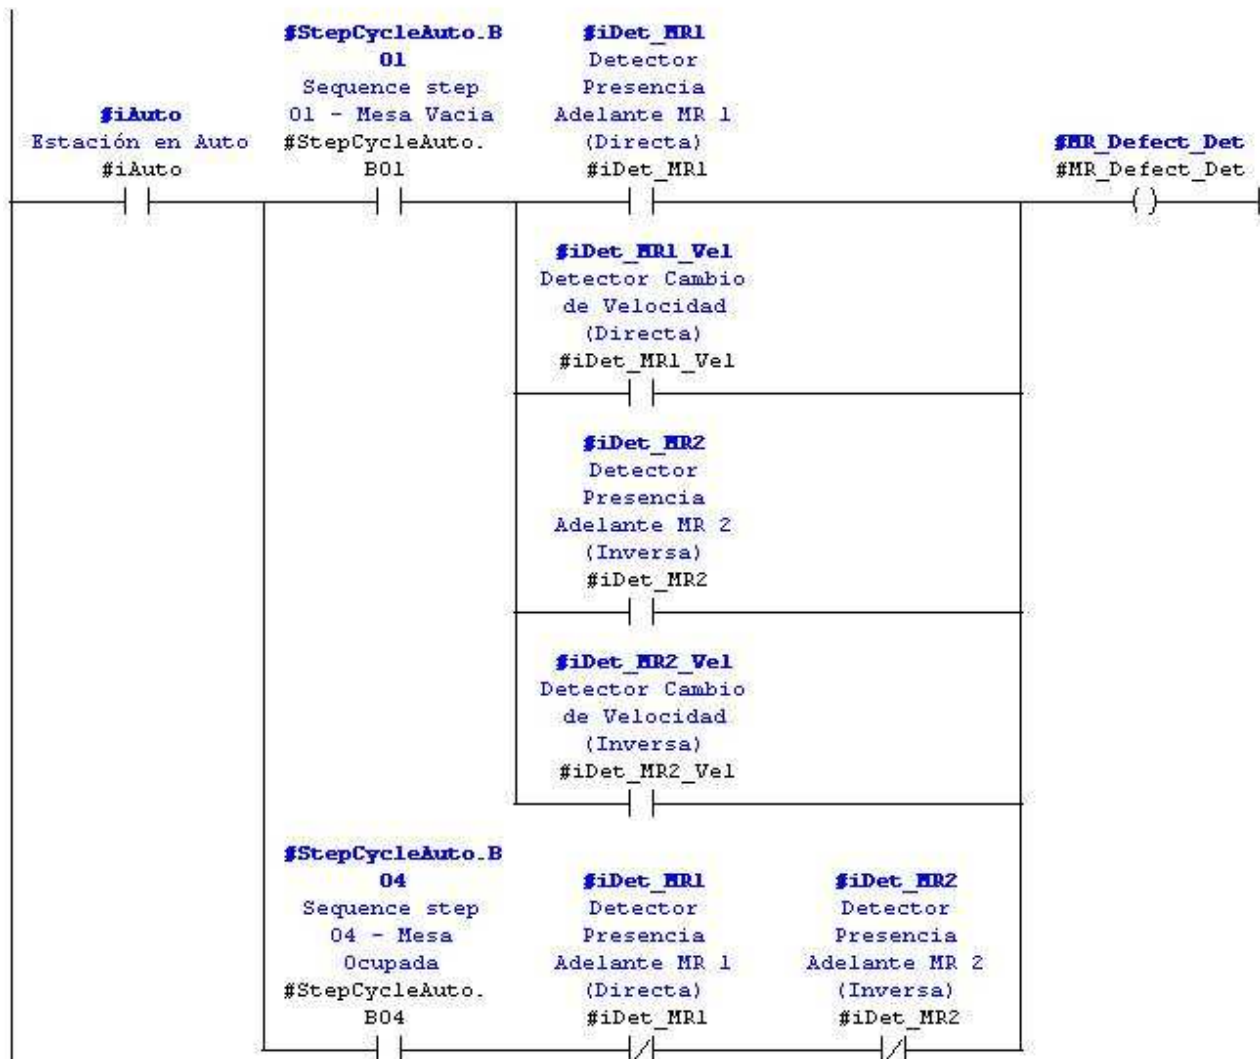 #iAuto
Estación en Auto
#iAuto
#StepCycleAuto.B
01
Sequence step
01 - Mesa Vacia
#StepCycleAuto.
B01
#iDet_MR1
Detector
Presencia
Adelante MR 1
(Directa)
#iDet_MR1
#MR_Defect_Det
#MR_Defect_Det
#iDet_MR1_Vel
Detector Cambio
de Velocidad
(Directa)
#iDet_MR1_Vel
#iDet_MR2
Detector
Presencia
Adelante MR 2
(Inversa)
#iDet_MR2
#iDet_MR2_Vel
Detector Cambio
de Velocidad
(Inversa)
#iDet_MR2_Vel
#StepCycleAuto.B
04
Sequence step
04 - Mesa
Ocupada
#StepCycleAuto.
B04
#iDet_MR1
Detector
Presencia
Adelante MR 1
(Directa)
#iDet_MR1
#iDet_MR2
Detector
Presencia
Adelante MR 2
(Inversa)
#iDet_MR2